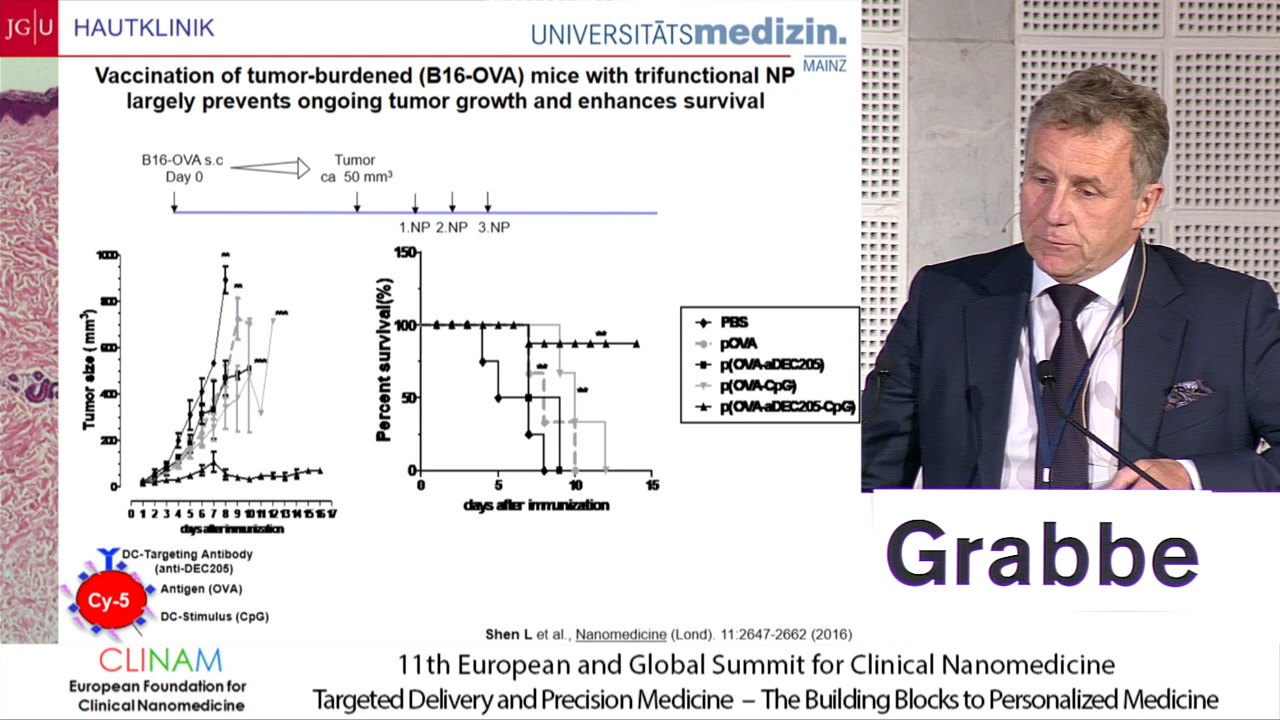 JG|U HAUTKLINIK
UNIVERSITÄTSmedizin.
MAINZ
Vaccination of tumor-burdened (B16-OVA) mice with trifunctional NP
largely prevents ongoing tumor growth and enhances survival
B16-OVA s.c
Day 0
Tumor
ca 50 mm³
1.NP 2.NP 3.NP
Tumor size ( mm³)
1000
800
600
400
200
0
0 1 2 3 4 5 6 7 8 9 10 11 12 13 14 15 16 17
days after immunization
Percent survival(%)
150
100
50
0
0 5 10 15
days after immunization
PBS
pOVA
p(OVA-aDEC205)
p(OVA-CpG)
p(OVA-aDEC205-CpG)
DC-Targeting Antibody
(anti-DEC205)
Antigen (OVA)
Cy-5
DC-Stimulus (CpG)
Shen L et al., Nanomedicine (Lond). 11:2647-2662 (2016)
Grabbe
CLINAM
European Foundation for
Clinical Nanomedicine
11th European and Global Summit for Clinical Nanomedicine
Targeted Delivery and Precision Medicine – The Building Blocks to Personalized Medicine